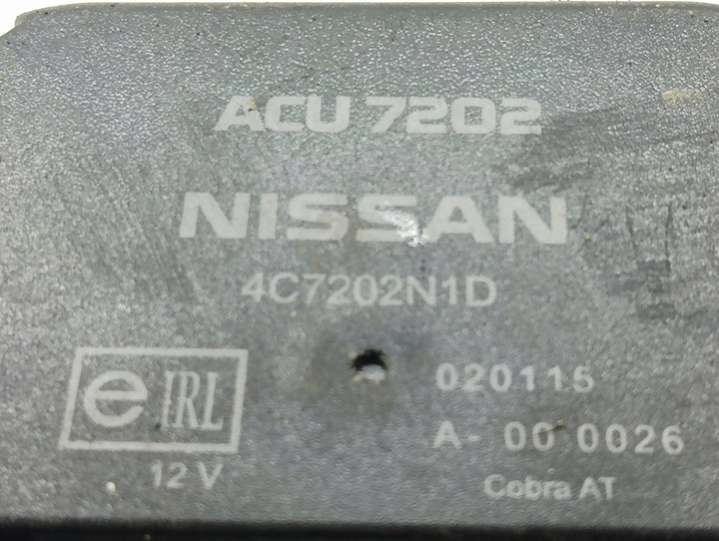 ACU 7202
NISSAN
4C7202N1D
e IRL
020115
A- 00 0026
12 V
Cobra AT